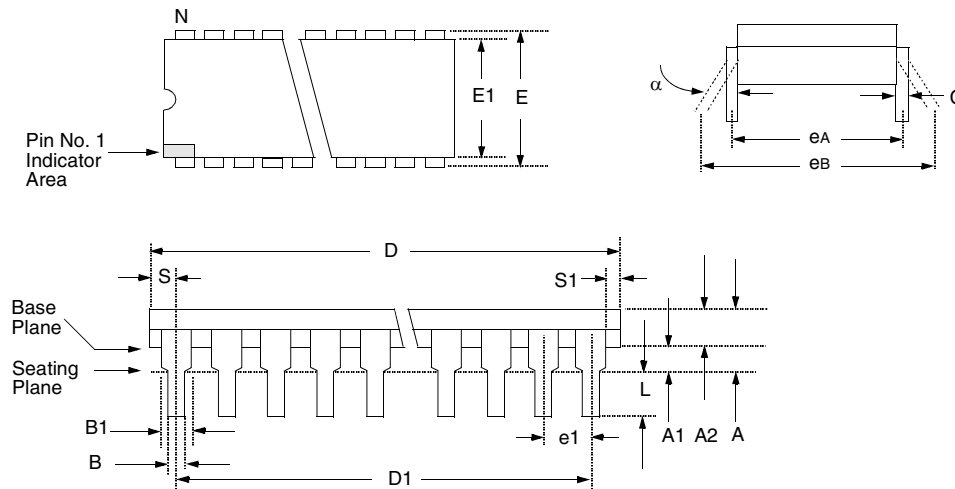 N
E1
E
Pin No. 1
Indicator
Area
α
C
eA
eB
D
S
S1
Base
Plane
Seating
Plane
L
B1
e1
A1
A2
A
B
D1